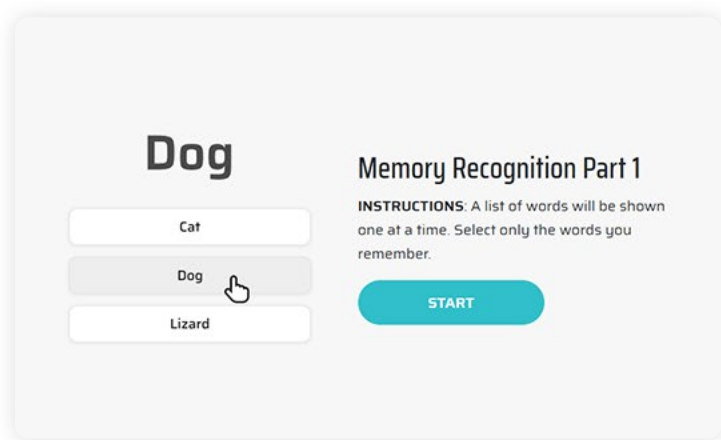 Dog
Cat
Dog
Lizard
Memory Recognition Part 1
INSTRUCTIONS: A list of words will be shown
one at a time. Select only the words you
remember.
START